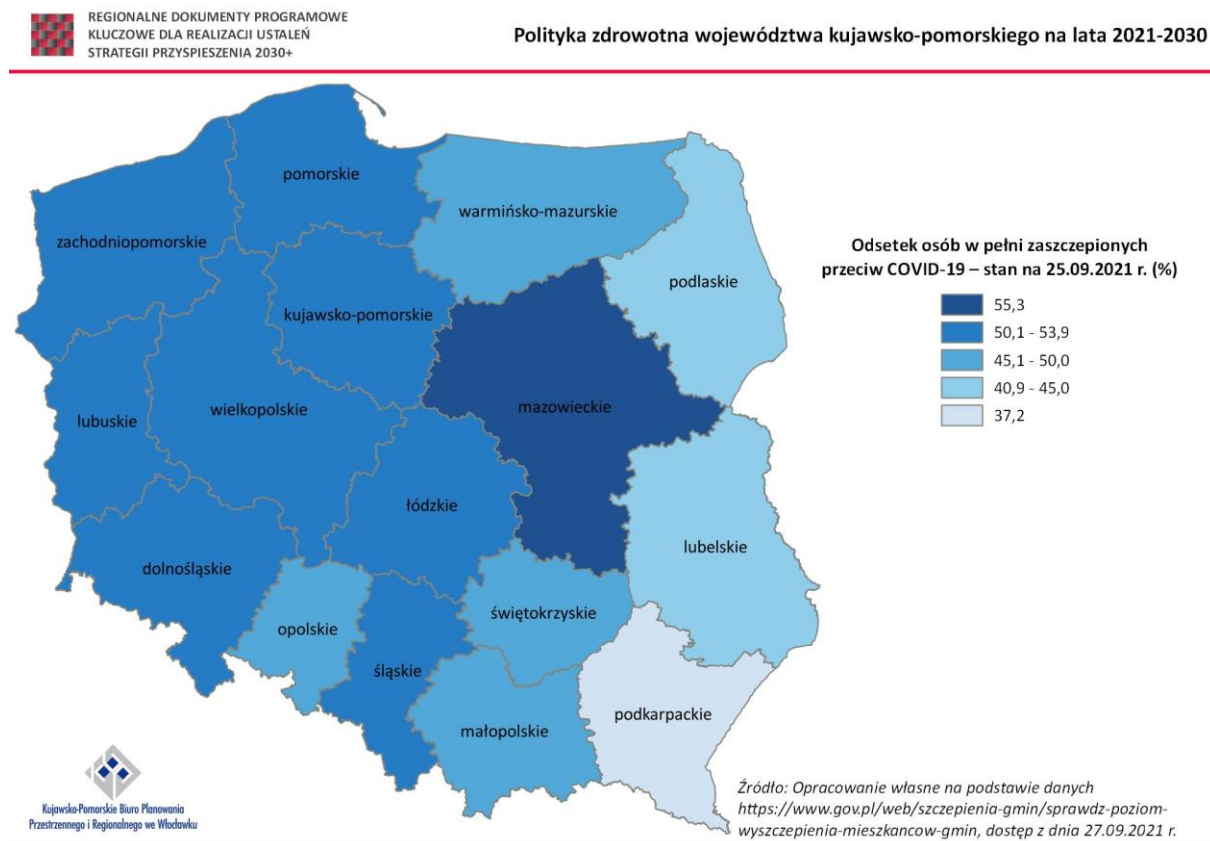 REGIONALNE DOKUMENTY PROGRAMOWE
KLUCZOWE DLA REALIZACJI USTALEŃ
STRATEGII PRZYSPIESZENIA 2030+
Polityka zdrowotna województwa kujawsko-pomorskiego na lata 2021-2030
pomorskie
warmińsko-mazurskie
zachodniopomorskie
podlaskie
kujawsko-pomorskie
mazowieckie
wielkopolskie
lubuskie
łódzkie
lubelskie
dolnośląskie
świętokrzyskie
opolskie
śląskie
podkarpackie
małopolskie
Odsetek osób w pełni zaszczepionych
przeciw COVID-19 – stan na 25.09.2021 r. (%)
55,3
50,1 - 53,9
45,1 - 50,0
40,9 - 45,0
37,2
Kujawsko-Pomorskie Biuro Planowania
Przestrzennego i Regionalnego we Włocławku
Źródło: Opracowanie własne na podstawie danych
https://www.gov.pl/web/szczepienia-gmin/sprawdz-poziom-
wyszczepienia-mieszkancow-gmin, dostęp z dnia 27.09.2021 r.